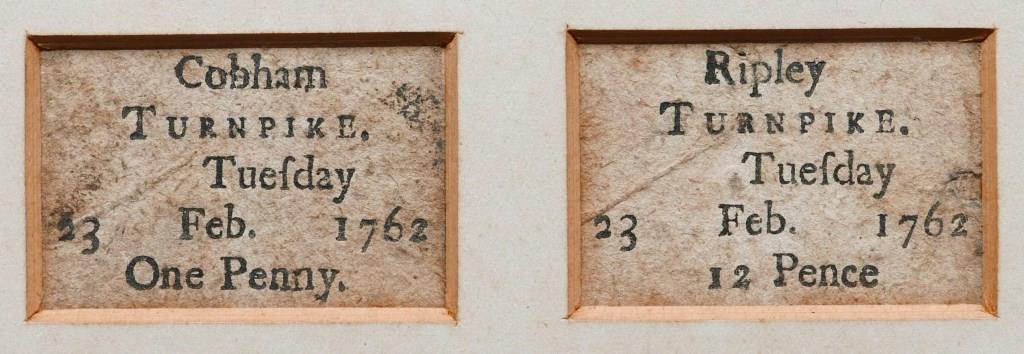 Cobham
TURNPIKE.
Tueſday
23 Feb. 1762
One Penny.
Ripley
TURNPIKE.
Tueſday
23 Feb. 1762
12 Pence